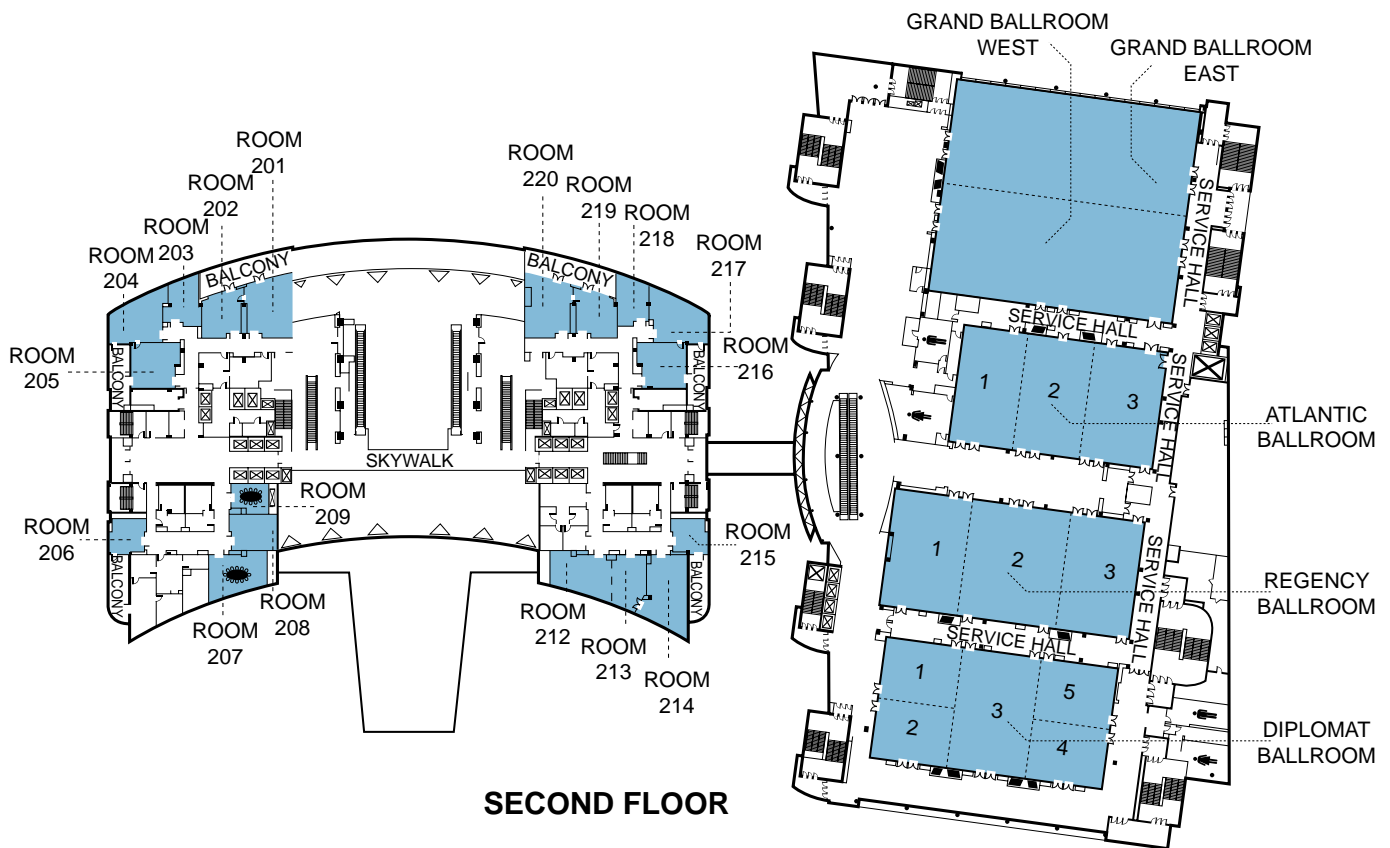 GRAND BALLROOM
WEST
GRAND BALLROOM
EAST
ROOM
201
ROOM
202
ROOM
203
ROOM
204
ROOM
220
ROOM
219
ROOM
218
ROOM
217
BALCONY
BALCONY
ROOM
205
BALCONY
ROOM
216
BALCONY
SKYWALK
ROOM
209
ROOM
206
ROOM
215
BALCONY
BALCONY
ROOM
208
ROOM
207
ROOM
212
ROOM
213
ROOM
214
SERVICE HALL
SERVICE HALL
1
2
3
SERVICE HALL
ATLANTIC
BALLROOM
1
2
3
SERVICE HALL
REGENCY
BALLROOM
SERVICE HALL
1
2
3
5
4
DIPLOMAT
BALLROOM
SECOND FLOOR